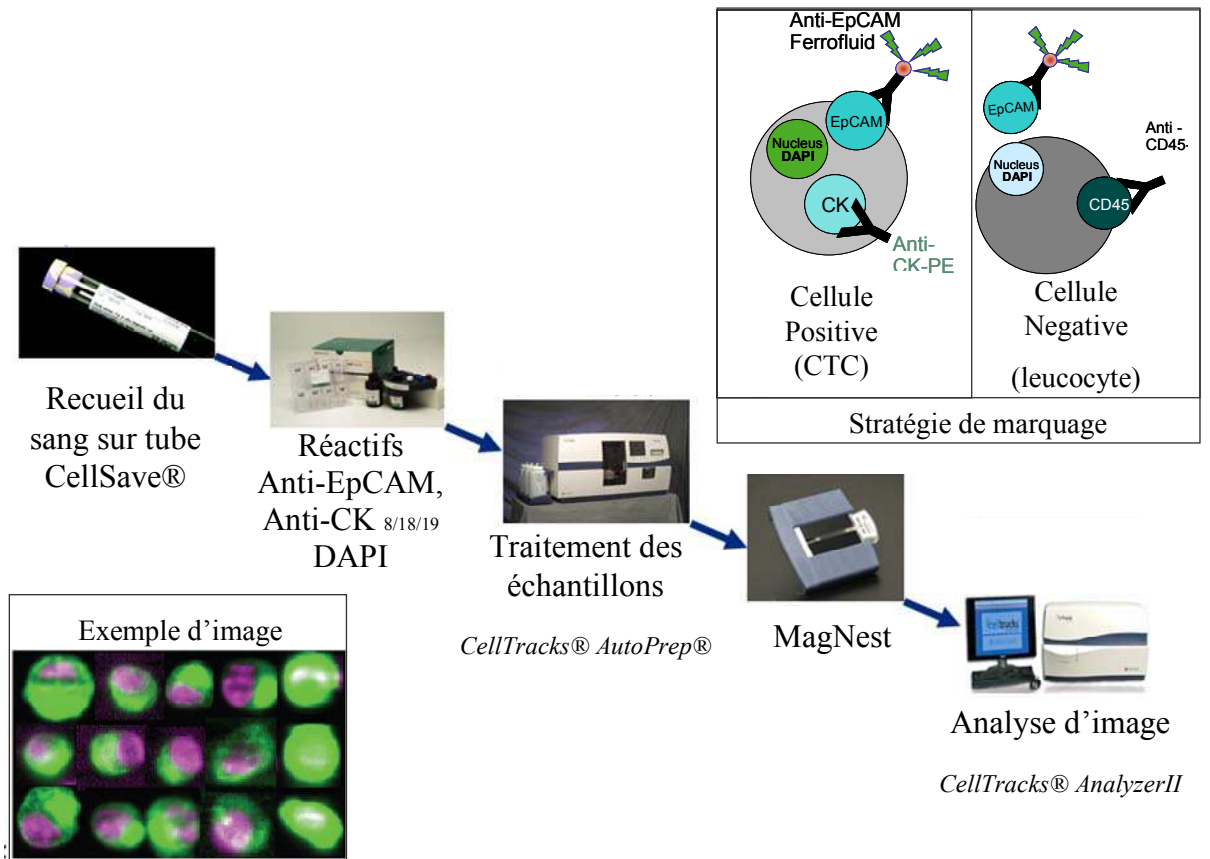 Anti-EpCAM
Ferrofluid
EpCAM
Nucleus
DAPI
CK
Anti-
CK-PE
Cellule
Positive
(CTC)
EpCAM
Anti -
CD45-
Nucleus
DAPI
CD45
Cellule
Negative
(leucocyte)
Stratégie de marquage
Recueil du
sang sur tube
CellSave®
Réactifs
Anti-EpCAM,
Anti-CK 8/18/19
DAPI
Traitement des
échantillons
CellTracks® AutoPrep®
MagNest
Analyse d’image
CellTracks® AnalyzerII
Exemple d’image